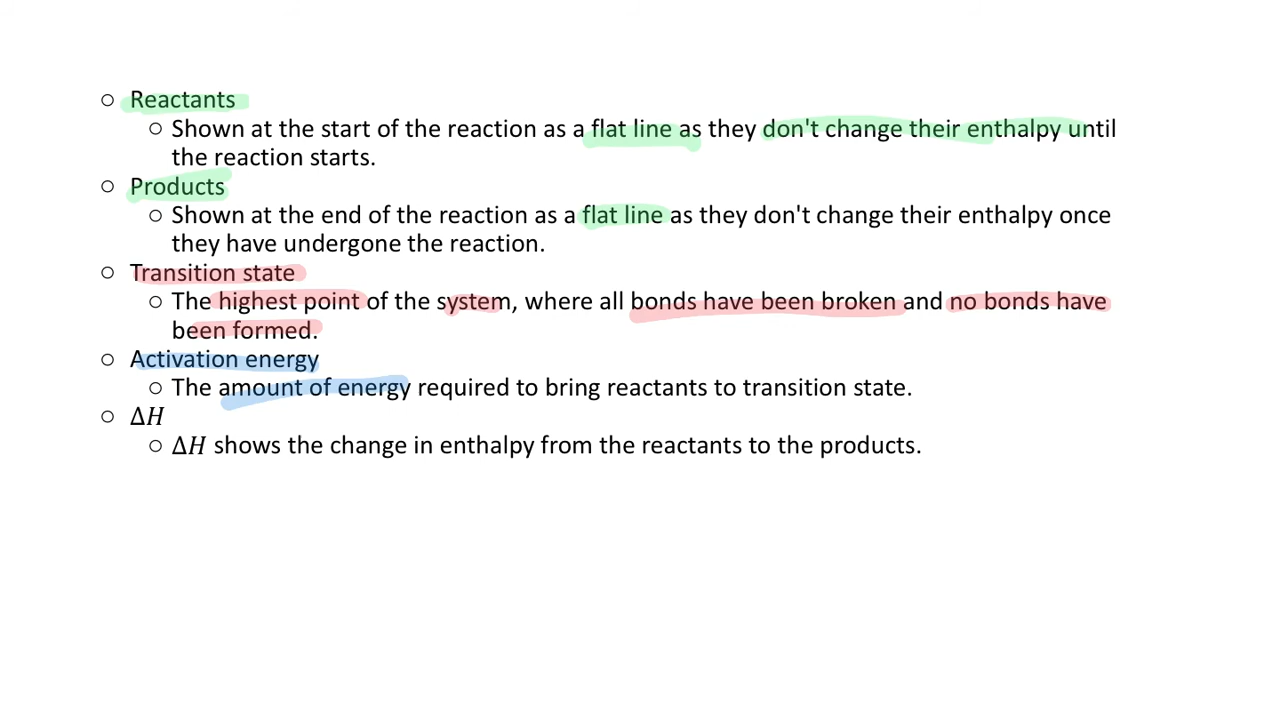 ○ Reactants
○ Shown at the start of the reaction as a flat line as they don't change their enthalpy until
the reaction starts.
○ Products
○ Shown at the end of the reaction as a flat line as they don't change their enthalpy once
they have undergone the reaction.
○ Transition state
○ The highest point of the system, where all bonds have been broken and no bonds have
been formed.
○ Activation energy
○ The amount of energy required to bring reactants to transition state.
○ Δ𝐻
○ Δ𝐻 shows the change in enthalpy from the reactants to the products.